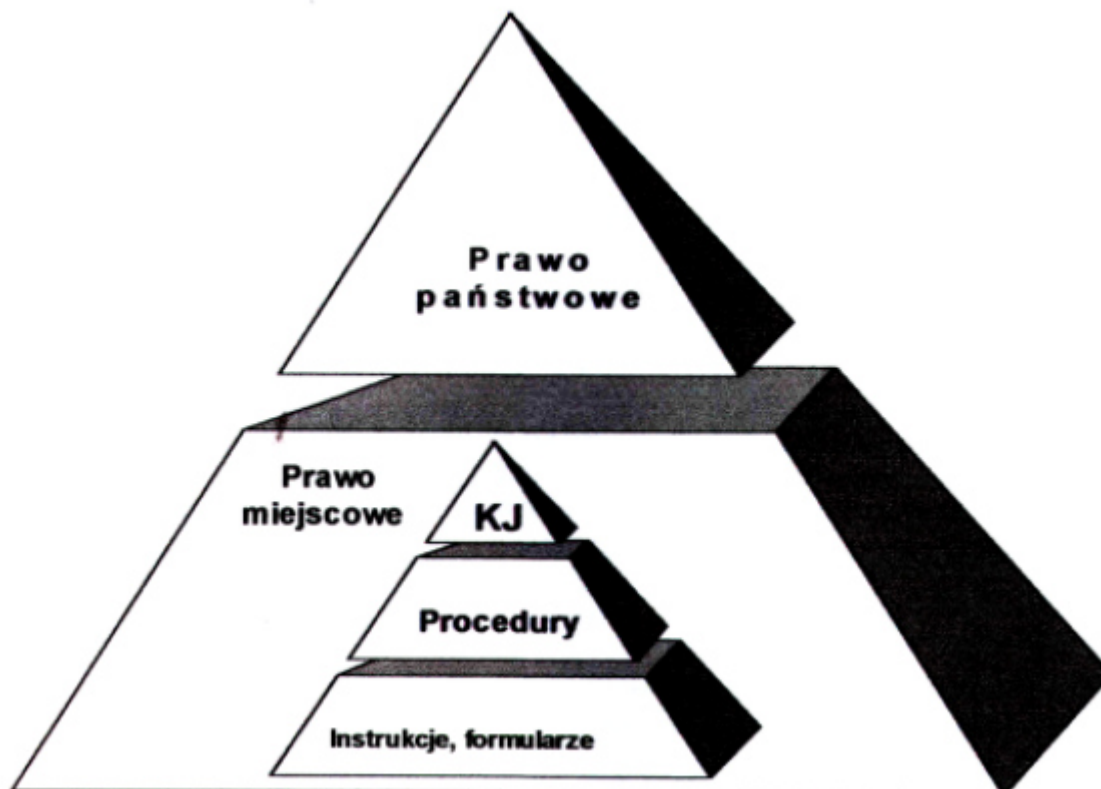 Prawo
państwowe
Prawo
miejscowe
KJ
Procedury
Instrukcje, formularze